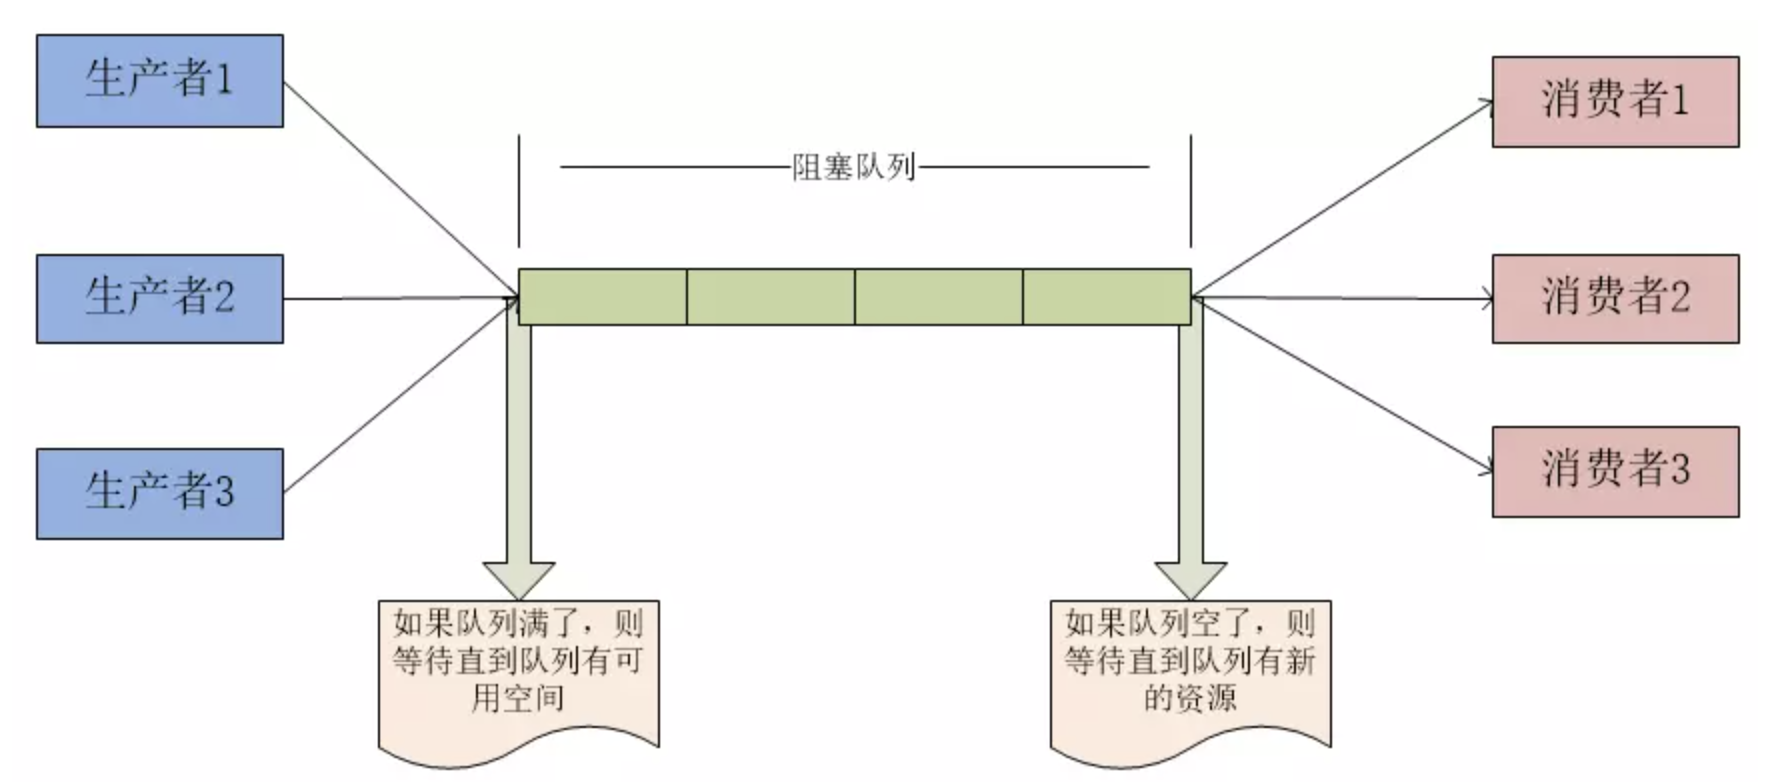 生产者1
消费者1
阻塞队列
生产者2
消费者2
生产者3
消费者3
如果队列满了，则
等待直到队列有可
用空间
如果队列空了，则
等待直到队列有新
的资源